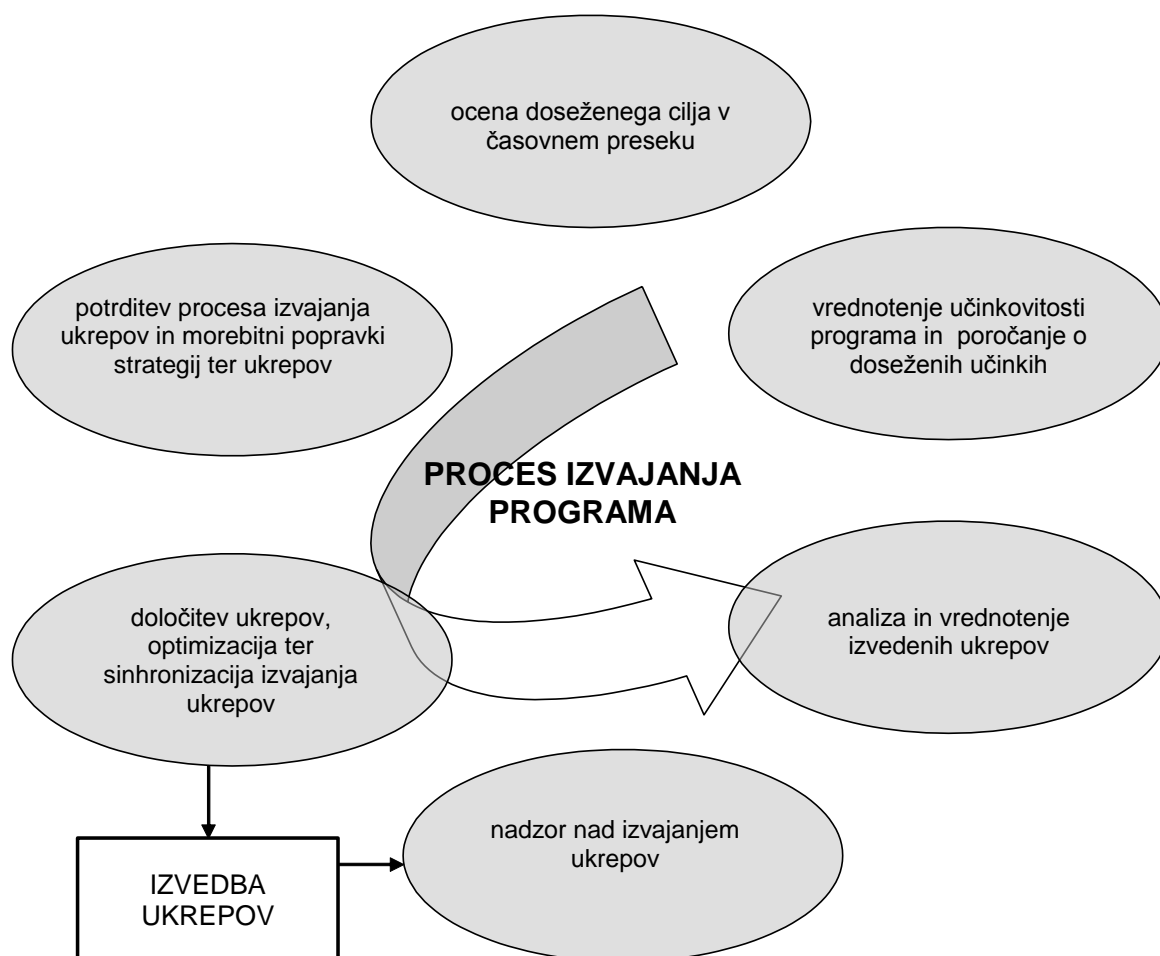 ocena doseženega cilja v
časovnem preseku
potrditev procesa izvajanja
ukrepov in morebitni popravki
strategij ter ukrepov
vrednotenje učinkovitosti
programa in poročanje o
doseženih učinkih
PROCES IZVAJANJA
PROGRAMA
določitev ukrepov,
optimizacija ter
sinhronizacija izvajanja
ukrepov
analiza in vrednotenje
izvedenih ukrepov
nadzor nad izvajanjem
ukrepov
IZVEDBA
UKREPOV